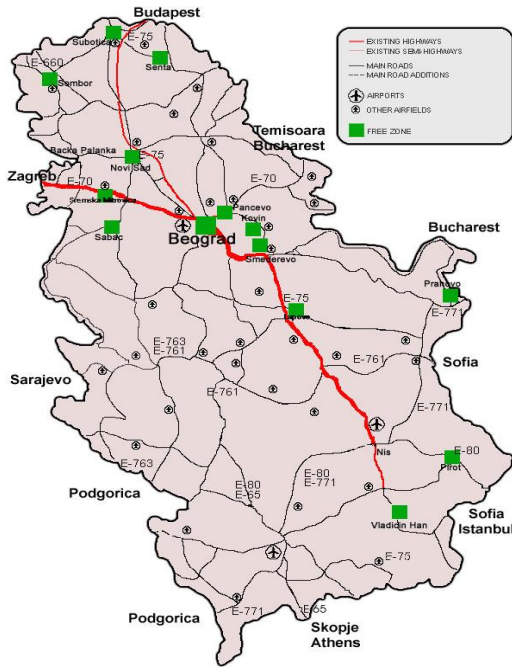 Budapest
Subotica
E-75
E-660
Senta
Sombor
EXISTING HIGHWAYS
EXISTING SEMI-HIGHWAYS
MAIN ROADS
MAIN ROAD ADDITIONS
AIRPORTS
OTHER AIRFIELDS
FREE ZONE
Temisoara
Bucharest
Backa Palanka
E-75
Novi Sad
Zagreb
E-70
E-70
Sremska Mitrovica
Pancevo
Kovin
Sabac
Beograd
Smederevo
Bucharest
Prahovo
E-771
E-75
E-763
E-761
E-761
Sofia
Sarajevo
E-761
E-771
E-763
Nis
E-80
Pirot
E-80
E-771
E-80
E-65
Podgorica
Vladicin Han
Sofia
Istanbul
E-75
Podgorica
E-771
E-65
Skopje
Athens